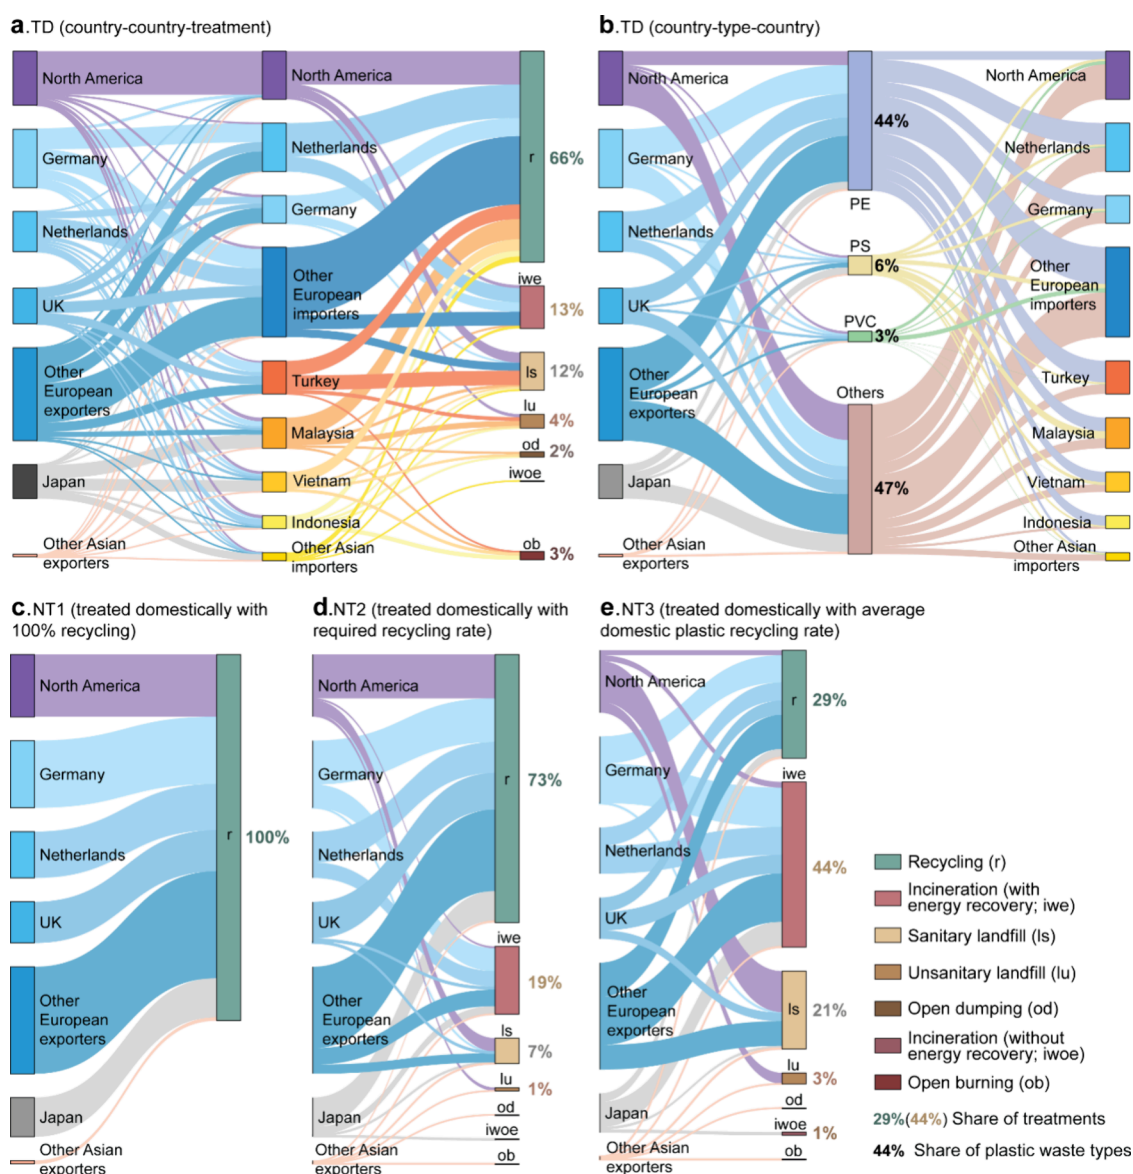 a.TD (country-country-treatment)
North America
Germany
Netherlands
UK
Other
European
exporters
Japan
Other Asian
exporters
North America
Netherlands
Germany
Other
European
importers
Turkey
Malaysia
Vietnam
Indonesia
Other Asian
importers
r
66%
iwe
13%
ls
12%
lu
4%
od
2%
iwoe
ob
3%
b.TD (country-type-country)
North America
Germany
Netherlands
UK
Other
European
exporters
Japan
Other Asian
exporters
44%
PE
PS
6%
PVC
3%
Others
47%
North America
Netherlands
Germany
Other
European
importers
Turkey
Malaysia
Vietnam
Indonesia
Other Asian
importers
c.NT1 (treated domestically with
100% recycling)
North America
Germany
Netherlands
UK
Other
European
exporters
Japan
Other Asian
exporters
r
100%
d.NT2 (treated domestically with
required recycling rate)
North America
Germany
Netherlands
UK
Other
European
exporters
Japan
Other Asian
exporters
r
73%
iwe
19%
ls
7%
lu
1%
od
iwoe
ob
e.NT3 (treated domestically with average
domestic plastic recycling rate)
North America
Germany
Netherlands
UK
Other
European
exporters
Japan
Other Asian
exporters
r
29%
iwe
44%
ls
21%
lu
3%
od
iwoe
1%
ob
Recycling (r)
Incineration (with
energy recovery; iwe)
Sanitary landfill (ls)
Unsanitary landfill (lu)
Open dumping (od)
Incineration (without
energy recovery; iwoe)
Open burning (ob)
29%(44%) Share of treatments
44% Share of plastic waste types